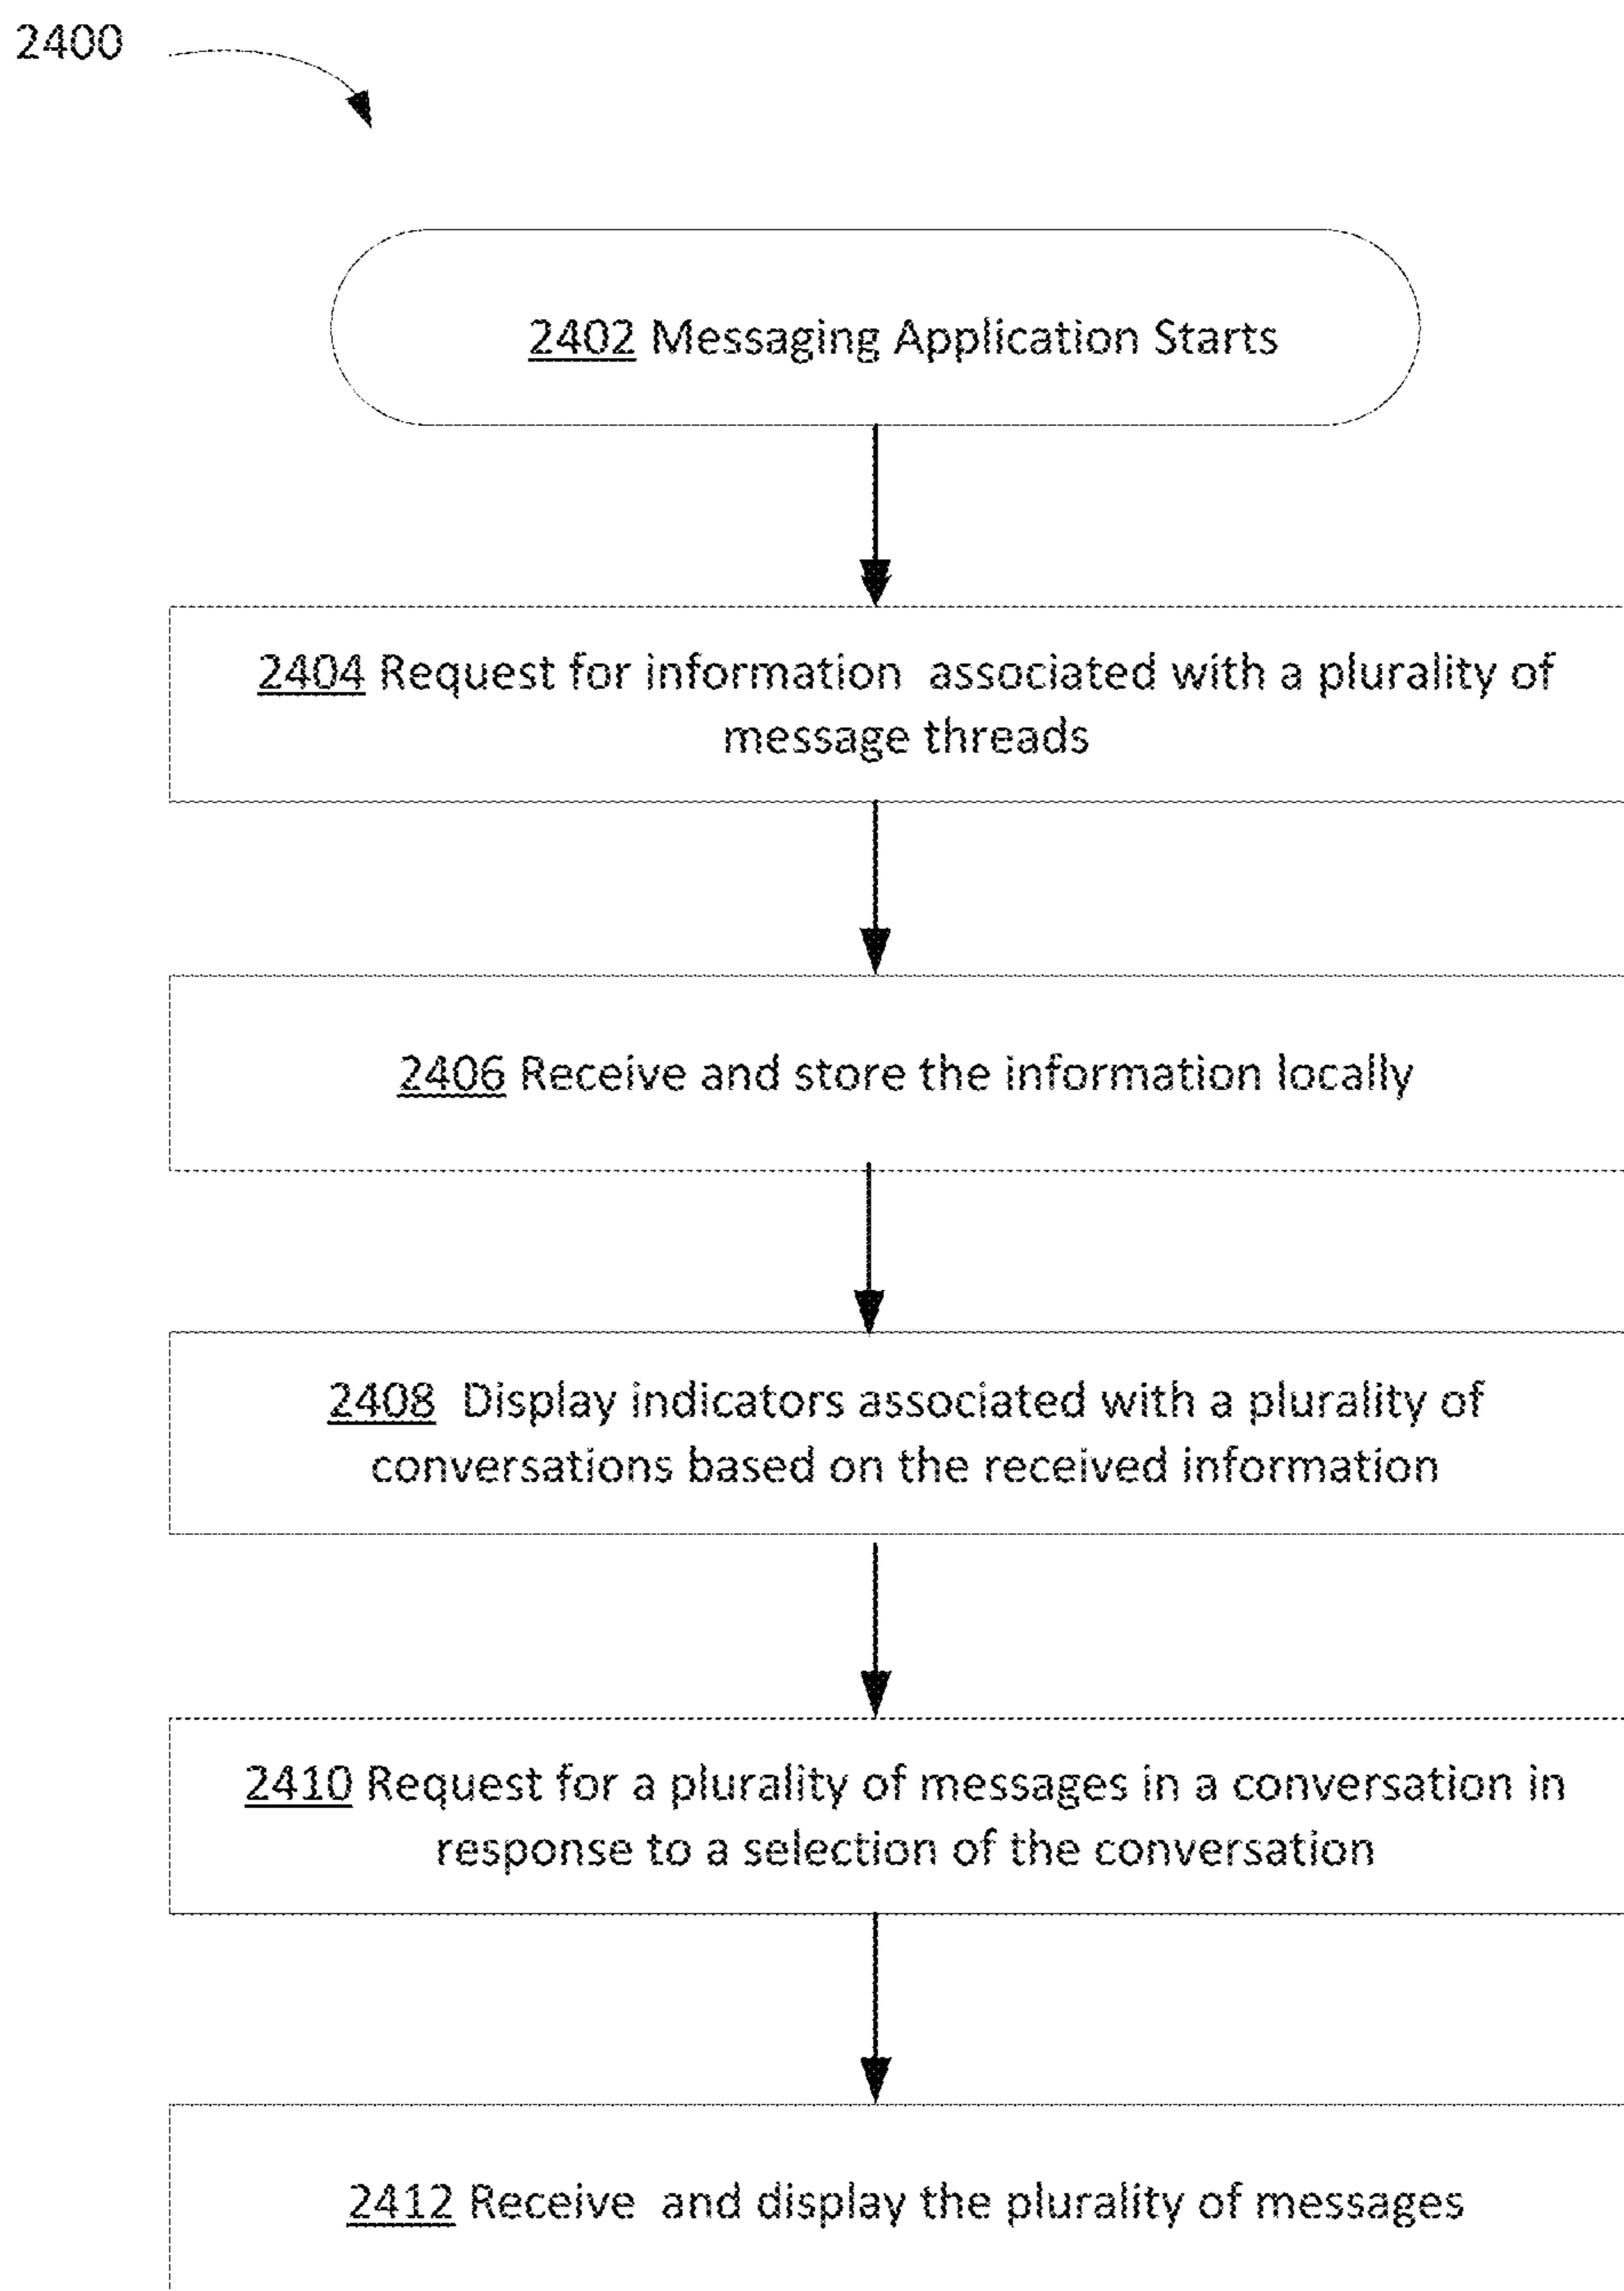 2400
2402 Messaging Application Starts
2404 Request for information associated with a plurality of
message threads
2406 Receive and store the information locally
2408 Display indicators associated with a plurality of
conversations based on the received information
2410 Request for a plurality of messages in a conversation in
response to a selection of the conversation
2412 Receive and display the plurality of messages